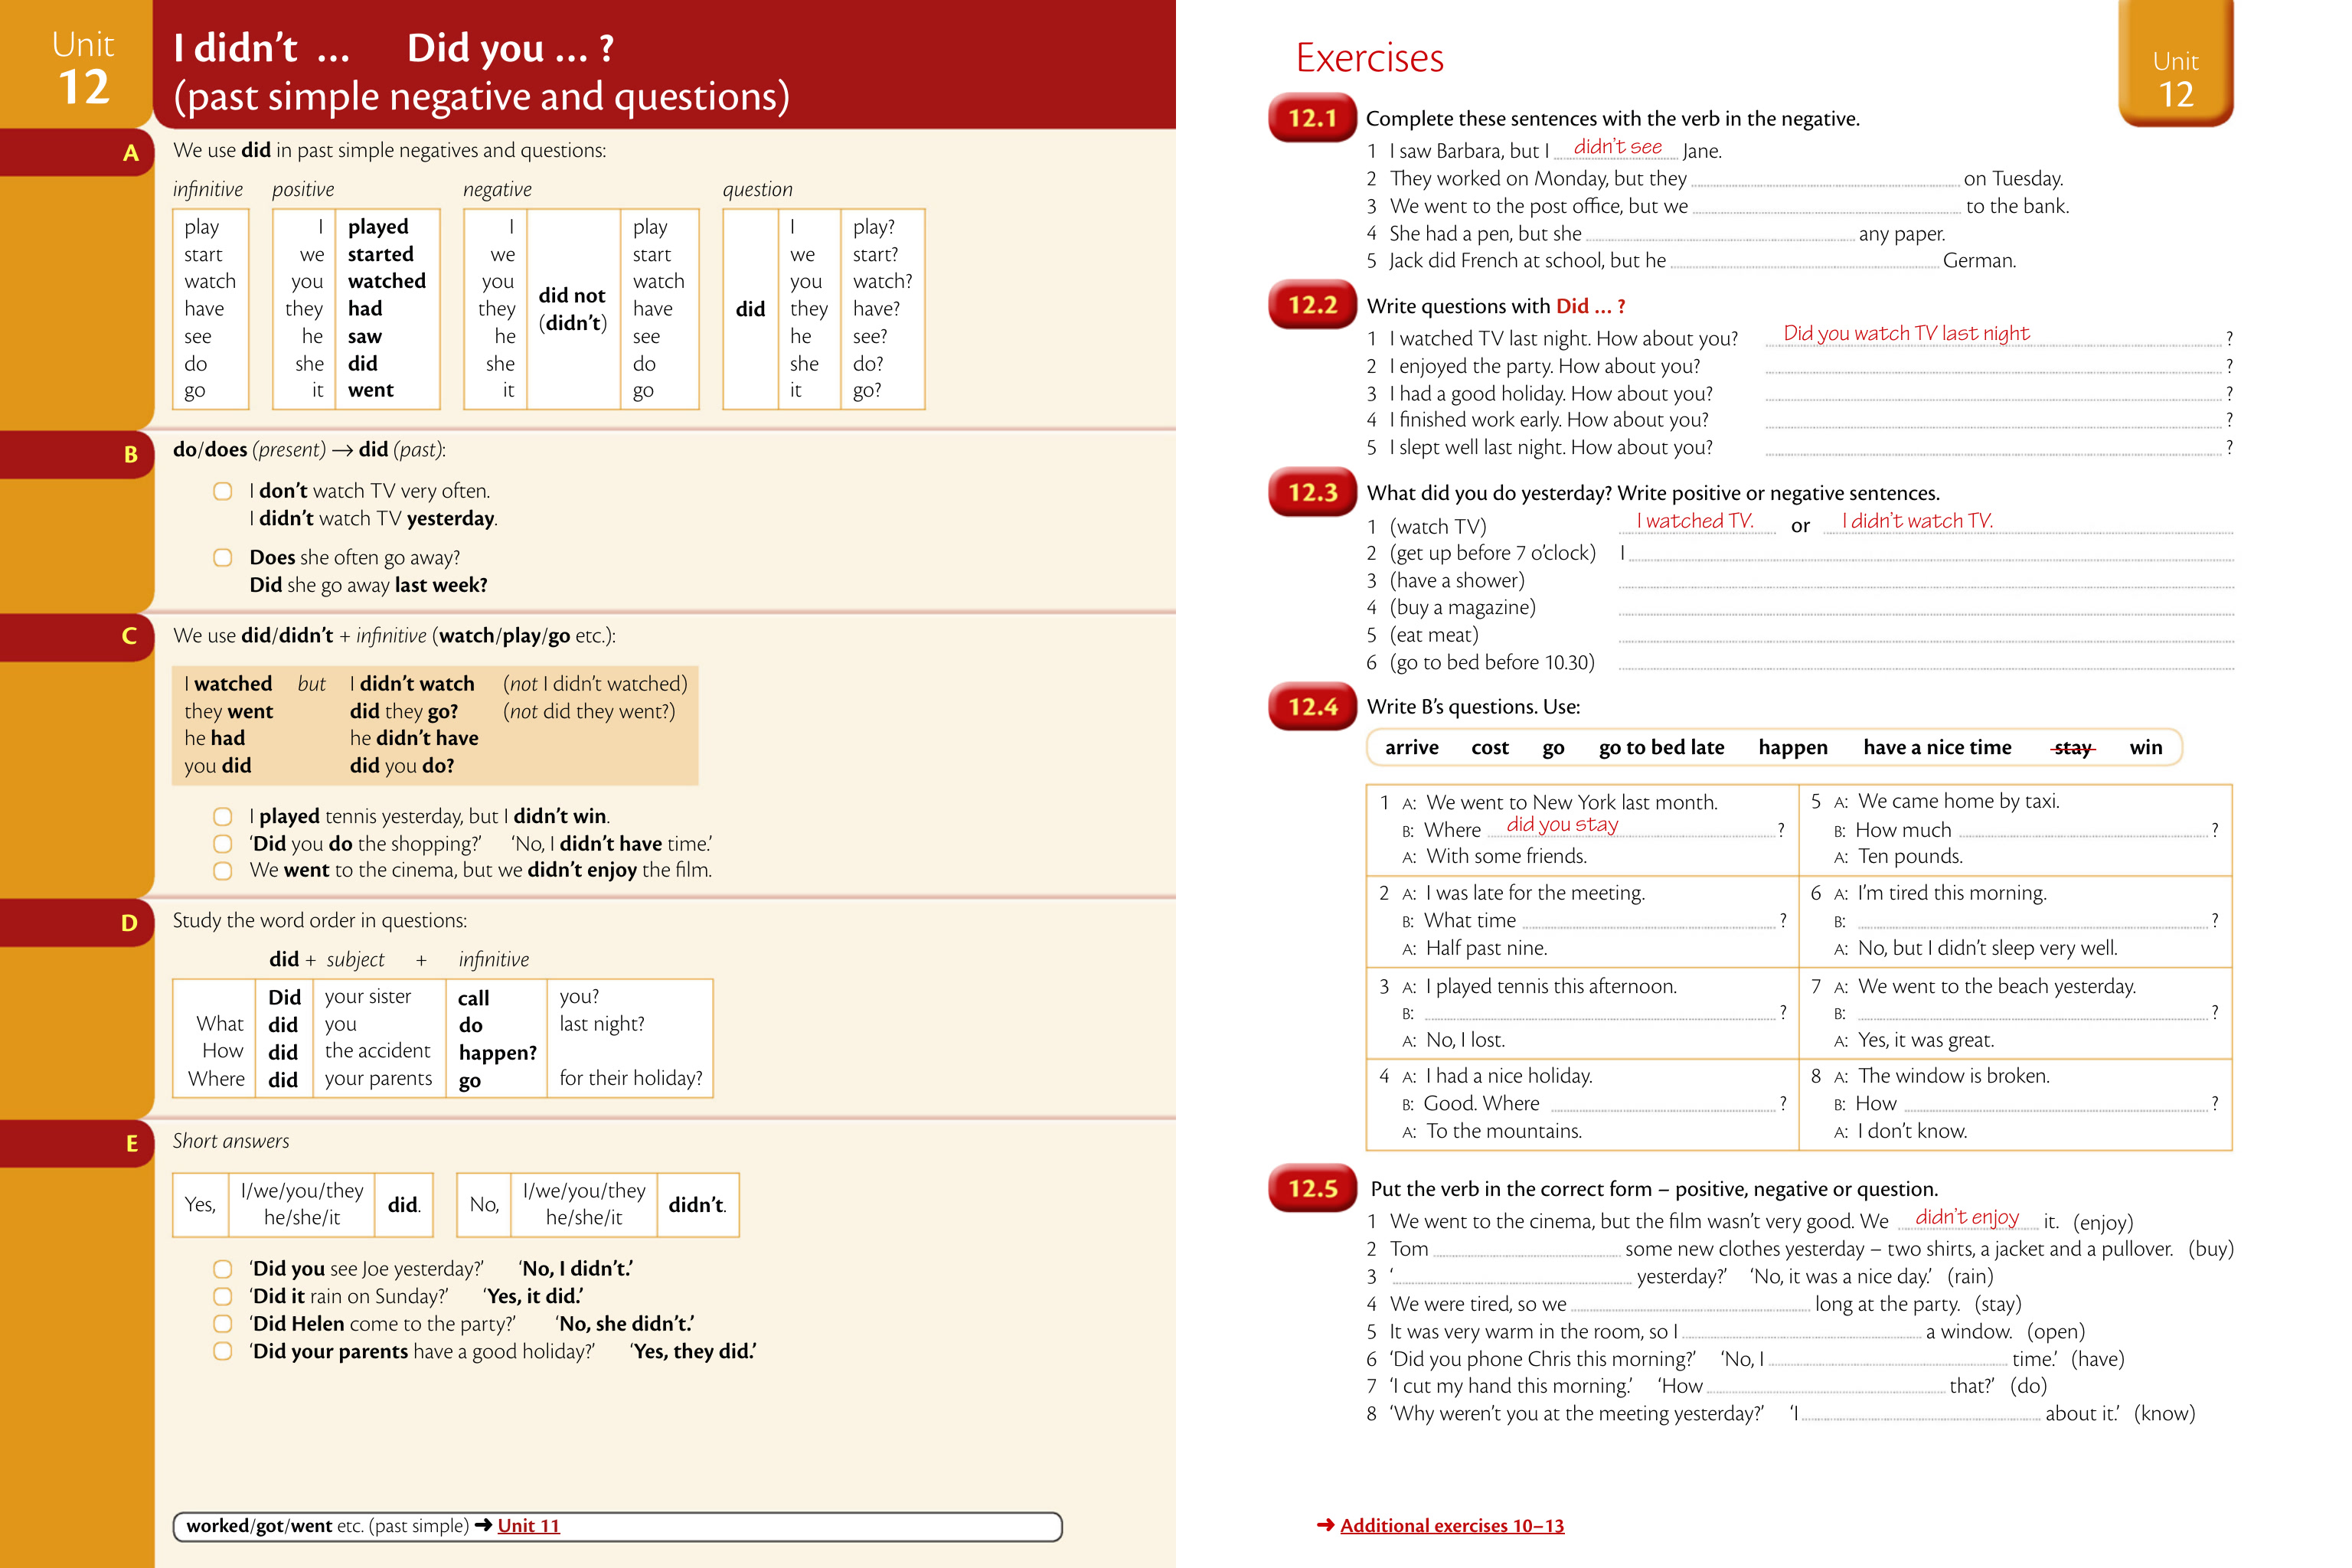 Unit
12
I didn't ... Did you ... ?
(past simple negative and questions)
A
We use did in past simple negatives and questions:
infinitive positive negative question
play I played I play I play?
start we started we start we start?
watch you watched you watch you watch?
have they had they did not have did they have?
see he saw he (didn't) see he see?
do she did she do she do?
go it went it go it go?
B
do/does (present) → did (past):
I don't watch TV very often.
I didn't watch TV yesterday.
Does she often go away?
Did she go away last week?
C
We use did/didn't + infinitive (watch/play/go etc.):
I watched but I didn't watch (not I didn't watched)
they went did they go? (not did they went?)
he had he didn't have
you did did you do?
I played tennis yesterday, but I didn't win.
'Did you do the shopping?' 'No, I didn't have time.'
We went to the cinema, but we didn't enjoy the film.
D
Study the word order in questions:
did + subject + infinitive
Did your sister call you?
What did you do last night?
How did the accident happen?
Where did your parents go for their holiday?
E
Short answers
Yes, I/we/you/they he/she/it did. No, I/we/you/they he/she/it didn't.
'Did you see Joe yesterday?' 'No, I didn't.'
'Did it rain on Sunday?' 'Yes, it did.'
'Did Helen come to the party?' 'No, she didn't.'
'Did your parents have a good holiday?' 'Yes, they did.'
worked/got/went etc. (past simple) → Unit 11
Exercises
Unit
12
12.1 Complete these sentences with the verb in the negative.
1 I saw Barbara, but I didn't see Jane.
2 They worked on Monday, but they on Tuesday.
3 We went to the post office, but we to the bank.
4 She had a pen, but she any paper.
5 Jack did French at school, but he German.
12.2 Write questions with Did ... ?
1 I watched TV last night. How about you? Did you watch TV last night ?
2 I enjoyed the party. How about you? ?
3 I had a good holiday. How about you? ?
4 I finished work early. How about you? ?
5 I slept well last night. How about you? ?
12.3 What did you do yesterday? Write positive or negative sentences.
1 (watch TV) I watched TV. or I didn't watch TV.
2 (get up before 7 o'clock) I
3 (have a shower)
4 (buy a magazine)
5 (eat meat)
6 (go to bed before 10.30)
12.4 Write B's questions. Use:
arrive cost go go to bed late happen have a nice time stay win
1 A: We went to New York last month.
B: Where did you stay ?
A: With some friends.
2 A: I was late for the meeting.
B: What time ?
A: Half past nine.
3 A: I played tennis this afternoon.
B: ?
A: No, I lost.
4 A: I had a nice holiday.
B: Good. Where ?
A: To the mountains.
5 A: We came home by taxi.
B: How much ?
A: Ten pounds.
6 A: I'm tired this morning.
B: ?
A: No, but I didn't sleep very well.
7 A: We went to the beach yesterday.
B: ?
A: Yes, it was great.
8 A: The window is broken.
B: How ?
A: I don't know.
12.5 Put the verb in the correct form – positive, negative or question.
1 We went to the cinema, but the film wasn't very good. We didn't enjoy it. (enjoy)
2 Tom some new clothes yesterday – two shirts, a jacket and a pullover. (buy)
3 ' yesterday?' 'No, it was a nice day.' (rain)
4 We were tired, so we long at the party. (stay)
5 It was very warm in the room, so I a window. (open)
6 'Did you phone Chris this morning?' 'No, I time.' (have)
7 'I cut my hand this morning.' 'How that?' (do)
8 'Why weren't you at the meeting yesterday?' 'I about it.' (know)
→ Additional exercises 10–13